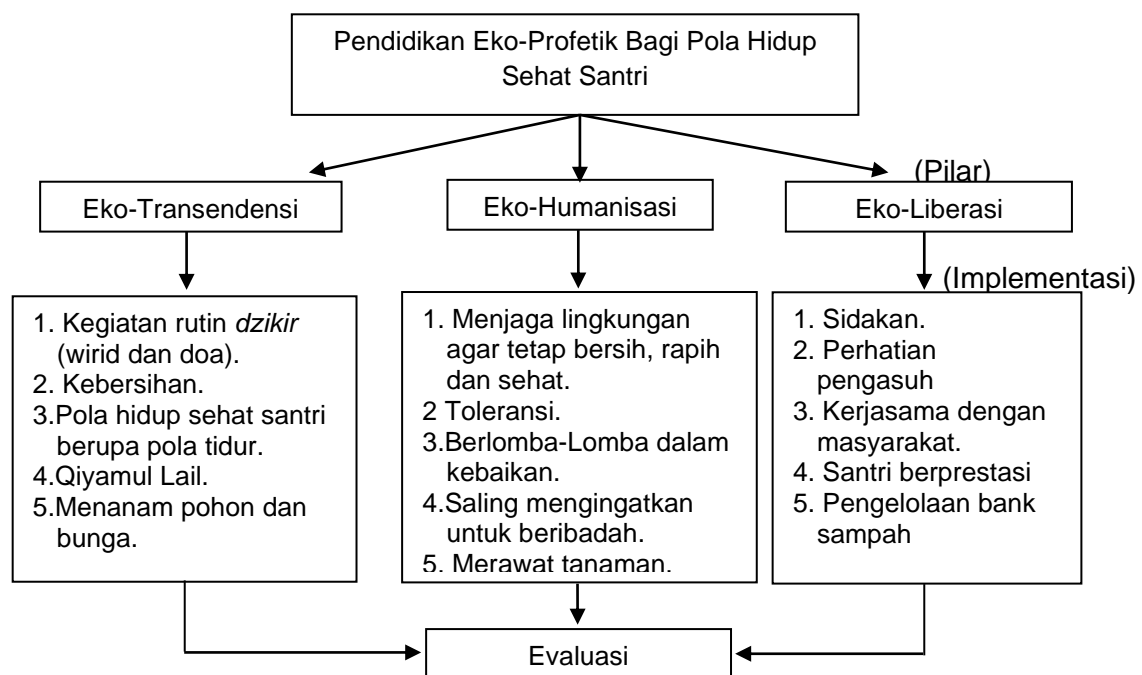 Pendidikan Eko-Profetik Bagi Pola Hidup
Sehat Santri
(Pilar)
Eko-Transendensi
Eko-Humanisasi
Eko-Liberasi
(Implementasi)
1. Kegiatan rutin dzikir
(wirid dan doa).
2. Kebersihan.
3.Pola hidup sehat santri
berupa pola tidur.
4.Qiyamul Lail.
5.Menanam pohon dan
bunga.
1. Menjaga lingkungan
agar tetap bersih, rapih
dan sehat.
2 Toleransi.
3.Berlomba-Lomba dalam
kebaikan.
4.Saling mengingatkan
untuk beribadah.
5. Merawat tanaman.
1. Sidakan.
2. Perhatian
pengasuh
3. Kerjasama dengan
masyarakat.
4. Santri berprestasi
5. Pengelolaan bank
sampah
Evaluasi